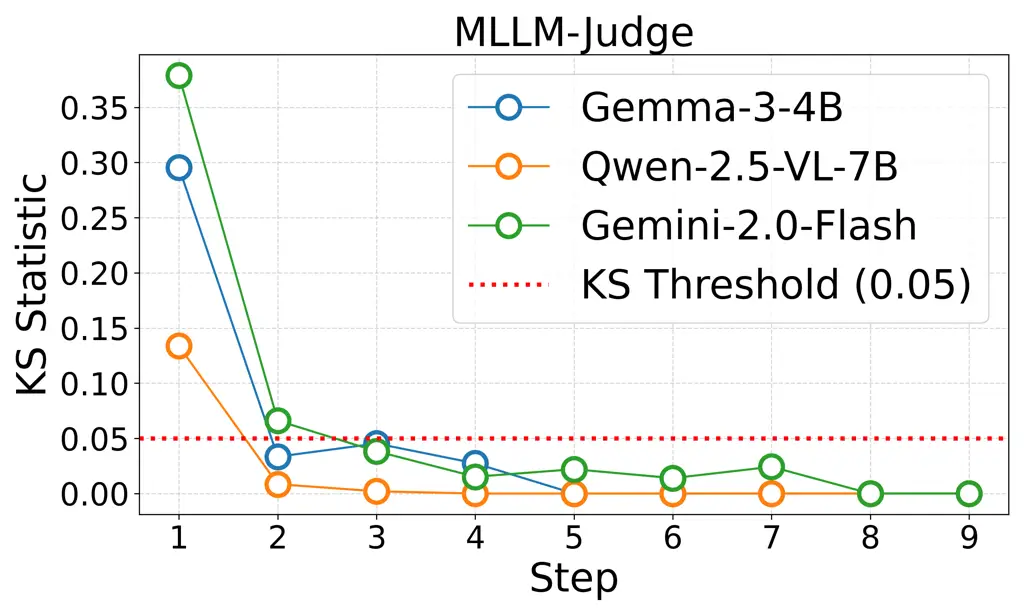 MLLM-Judge
KS Statistic
0.35
0.30
0.25
0.20
0.15
0.10
0.05
0.00
Gemma-3-4B
Qwen-2.5-VL-7B
Gemini-2.0-Flash
KS Threshold (0.05)
1 2 3 4 5 6 7 8 9
Step